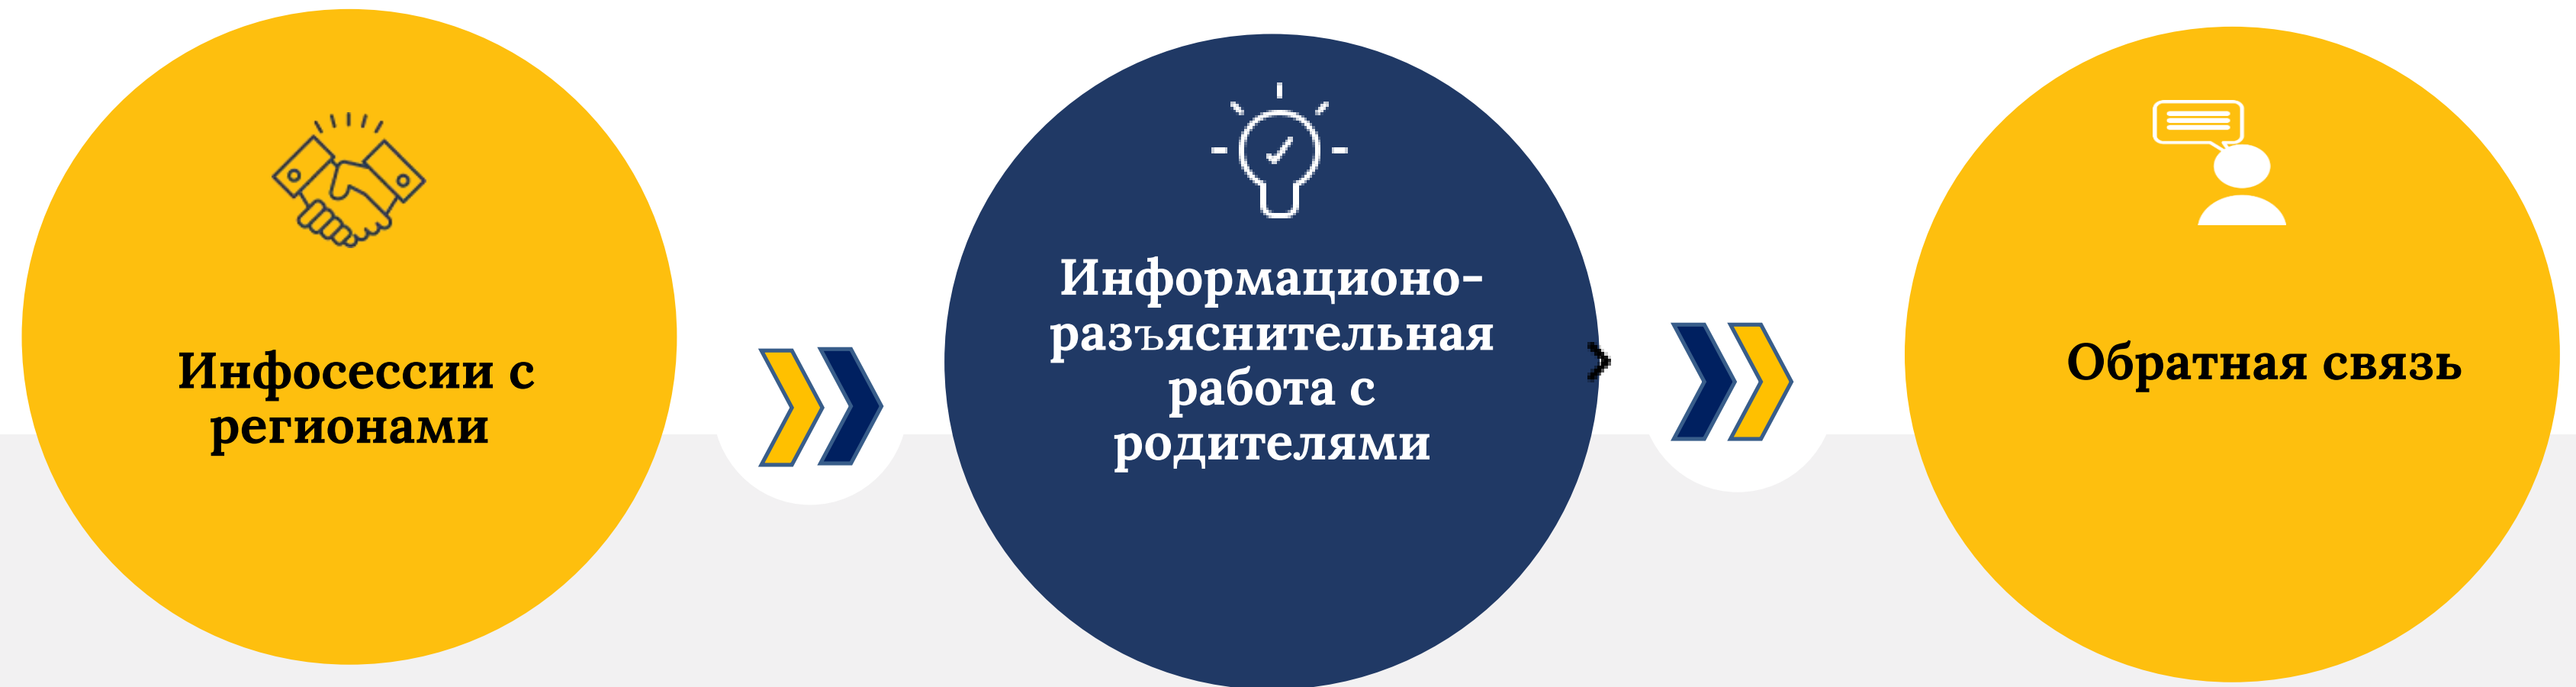 Инфосессии с
регионами
Информационо-
разъяснительная
работа с
родителями
Обратная связь